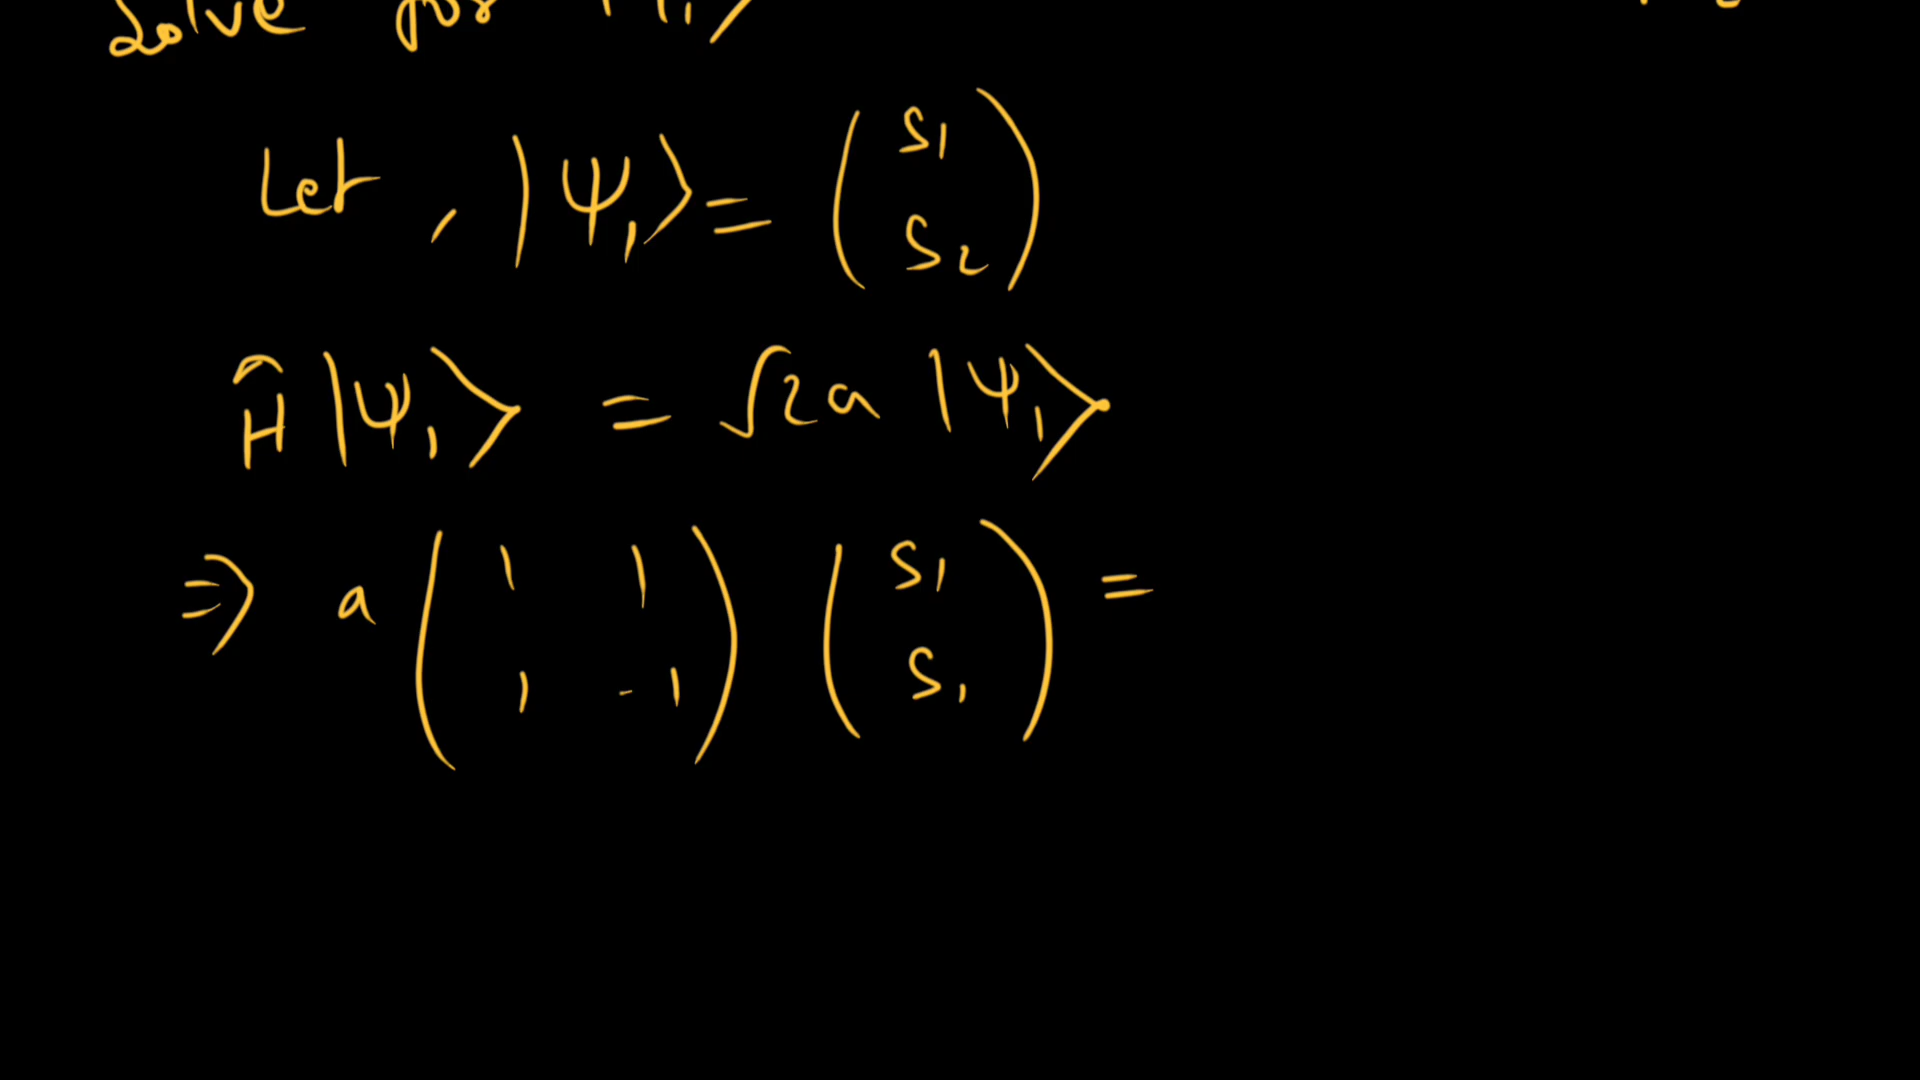 Solve for |Ψ₁⟩
Let, |Ψ₁⟩ = (S₁ S₂)
Ĥ |Ψ₁⟩ = √2a |Ψ₁⟩
⇒ a (1 1 1 -1) (S₁ S₁) =